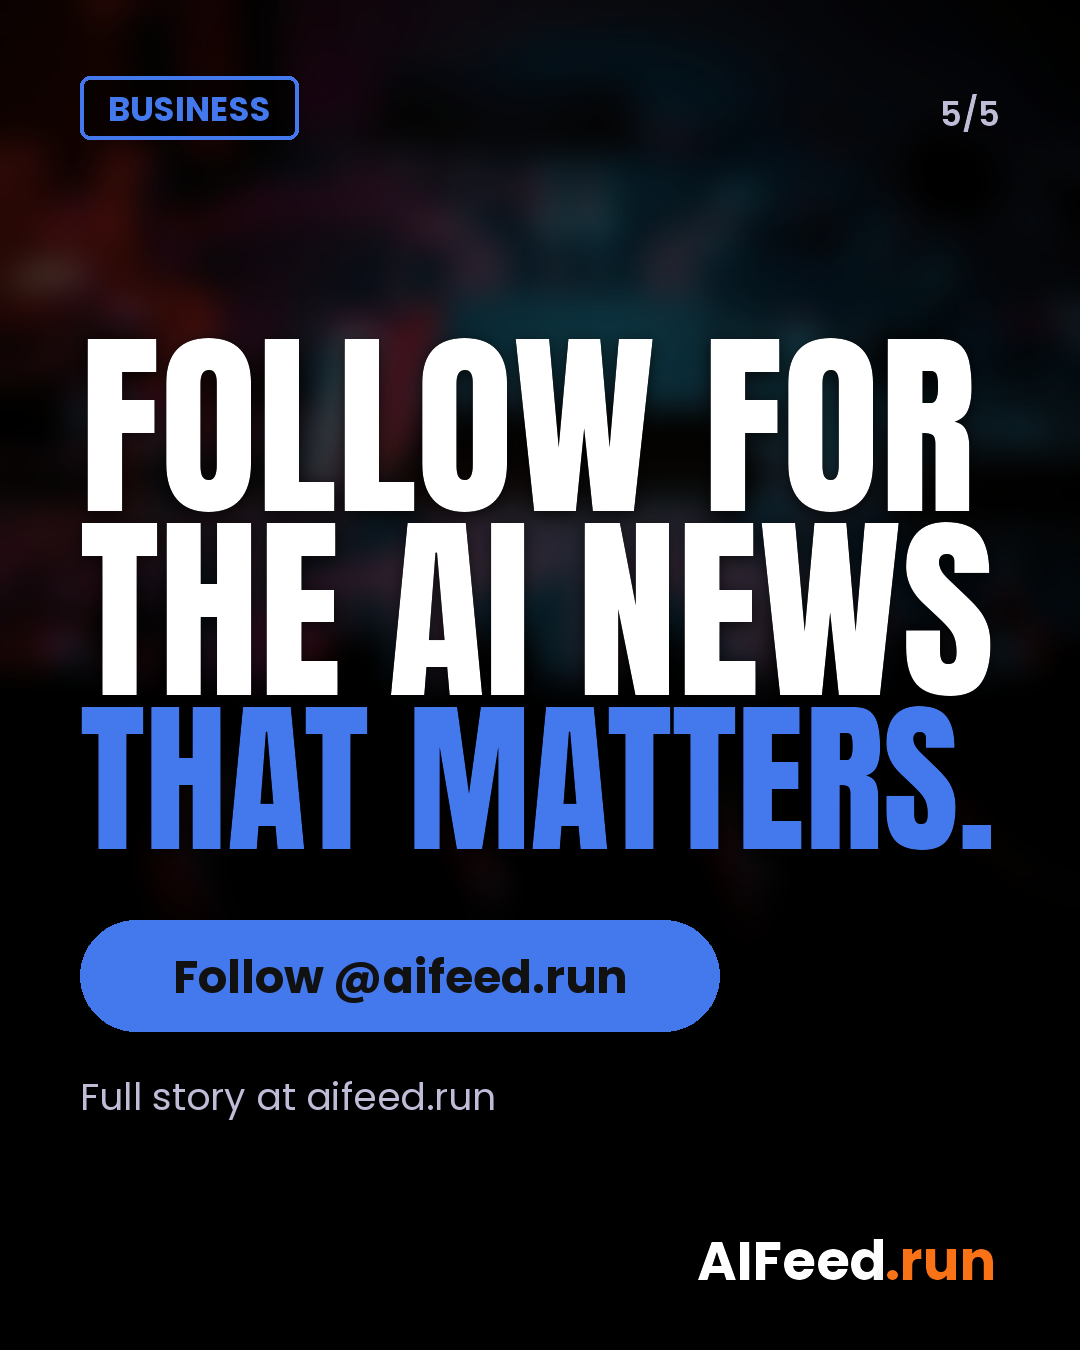 BUSINESS
5/5
FOLLOW FOR
THE AI NEWS
THAT MATTERS.
Follow @aifeed.run
Full story at aifeed.run
AIFeed.run